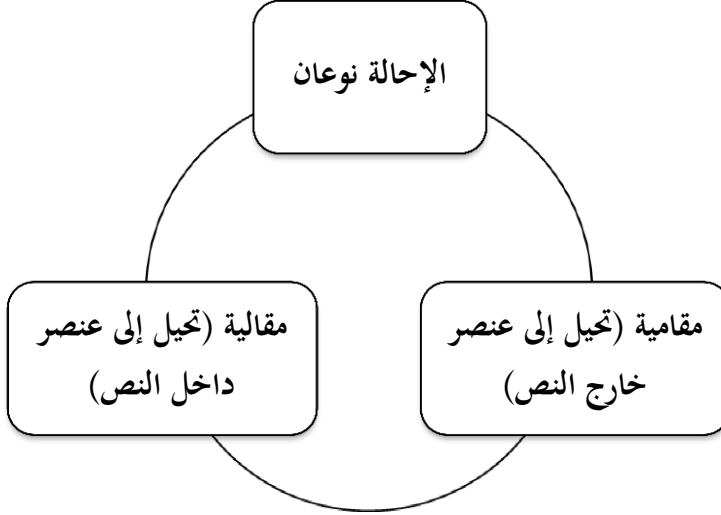 الإحالة نوعان
مقامية (تحيل إلى عنصر
خارج النص)
مقالية (تحيل إلى عنصر
داخل النص)